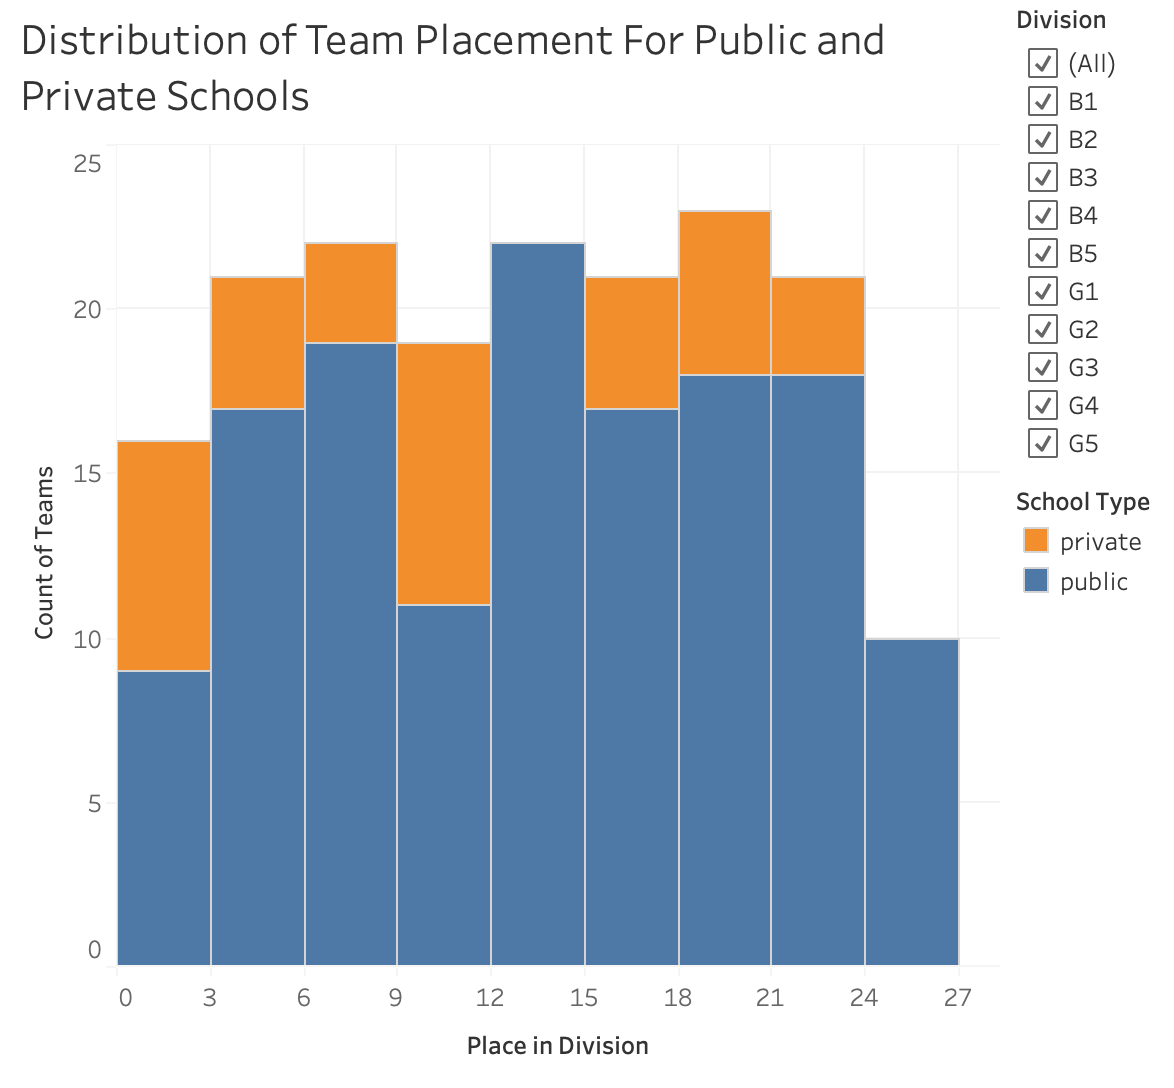 Distribution of Team Placement For Public and
Private Schools
Division
(All)
B1
B2
B3
B4
B5
G1
G2
G3
G4
G5
School Type
private
public
Count of Teams
25
20
15
10
5
0
0 3 6 9 12 15 18 21 24 27
Place in Division